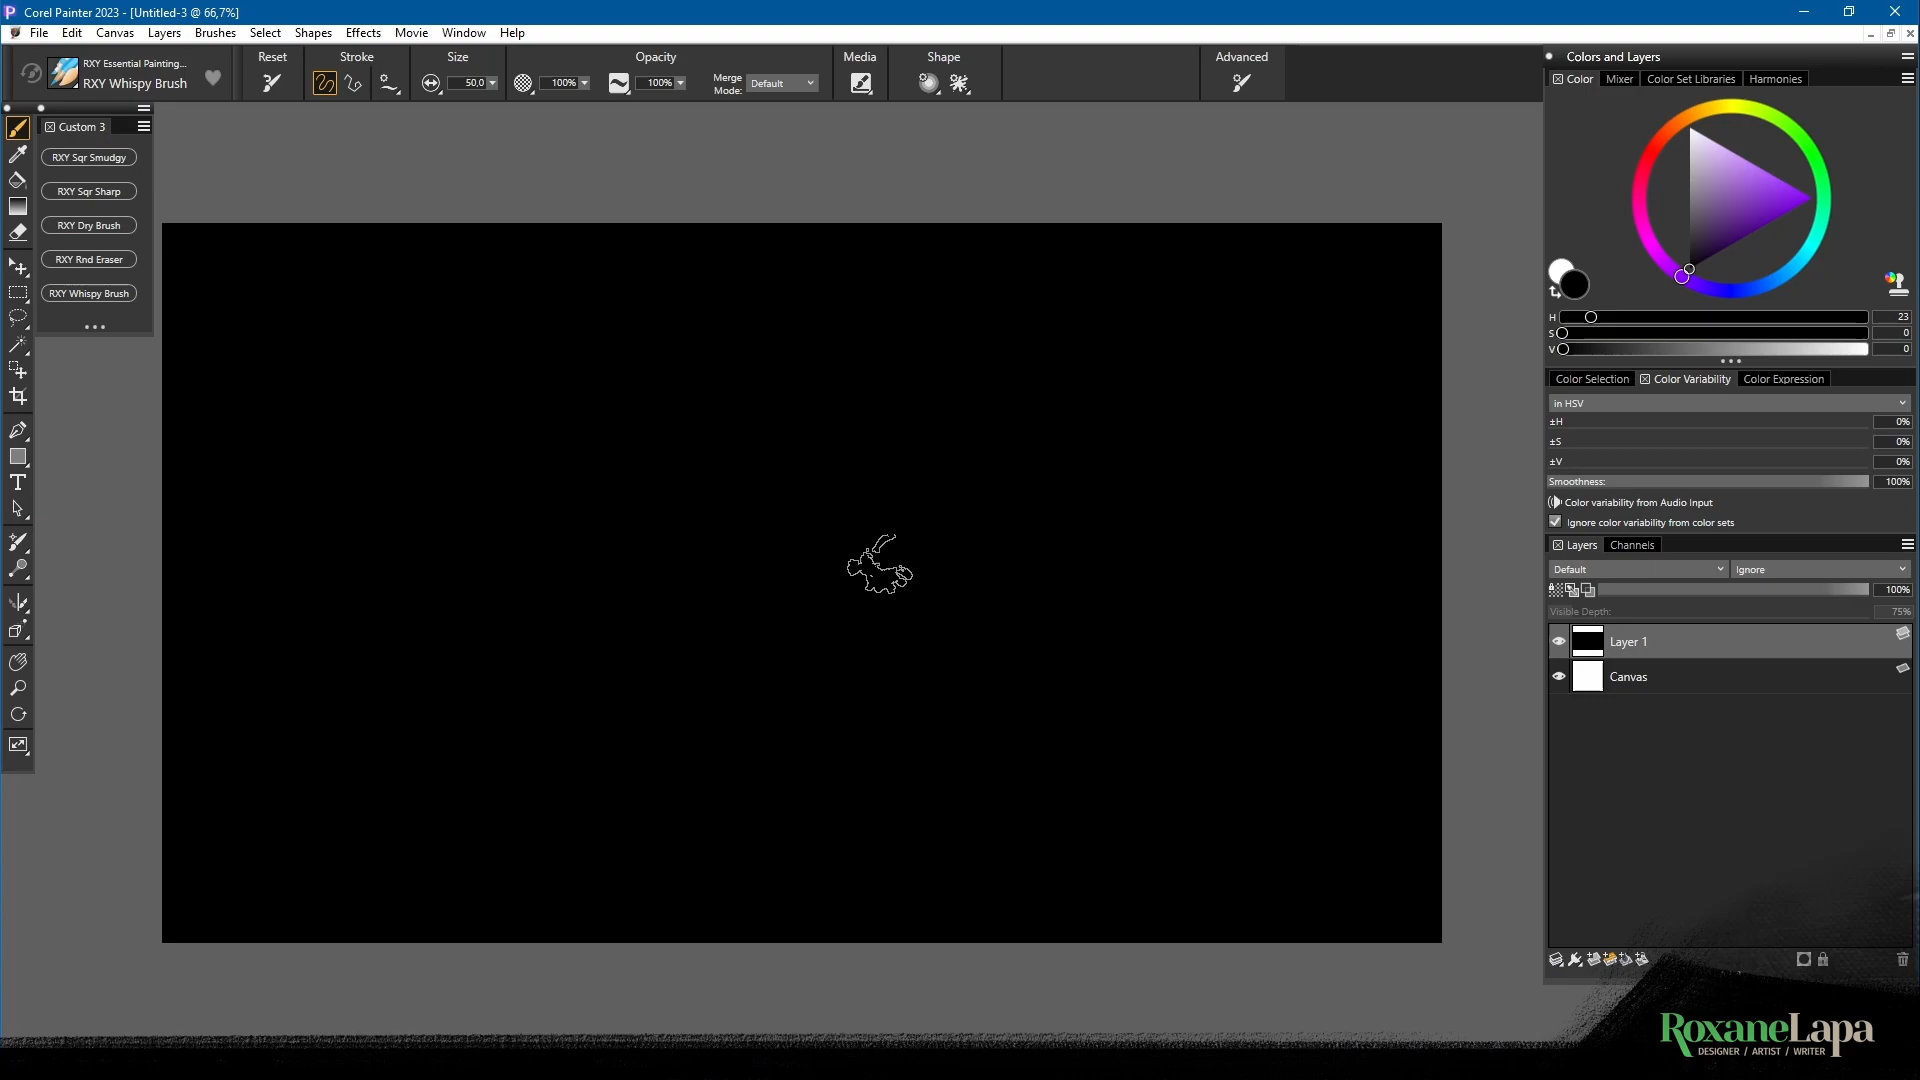 Corel Painter 2023 - [Untitled-3 @ 66,7%]
File Edit Canvas Layers Brushes Select Shapes Effects Movie Window Help
RXY Essential Painting...
RXY Whispy Brush
Reset Stroke Size Opacity Media Shape Advanced
50,0 100% 100%
Merge Mode: Default
Custom 3
RXY Sqr Smudgy
RXY Sqr Sharp
RXY Dry Brush
RXY Rnd Eraser
RXY Whispy Brush
Colors and Layers
Color Mixer Color Set Libraries Harmonies
H 23
S 0
V 0
Color Selection Color Variability Color Expression
in HSV
±H 0%
±S 0%
±V 0%
Smoothness: 100%
Color variability from Audio Input
Ignore color variability from color sets
Layers Channels
Default Ignore
100%
Visible Depth: 75%
Layer 1
Canvas
RoxaneLapa
DESIGNER / ARTIST / WRITER